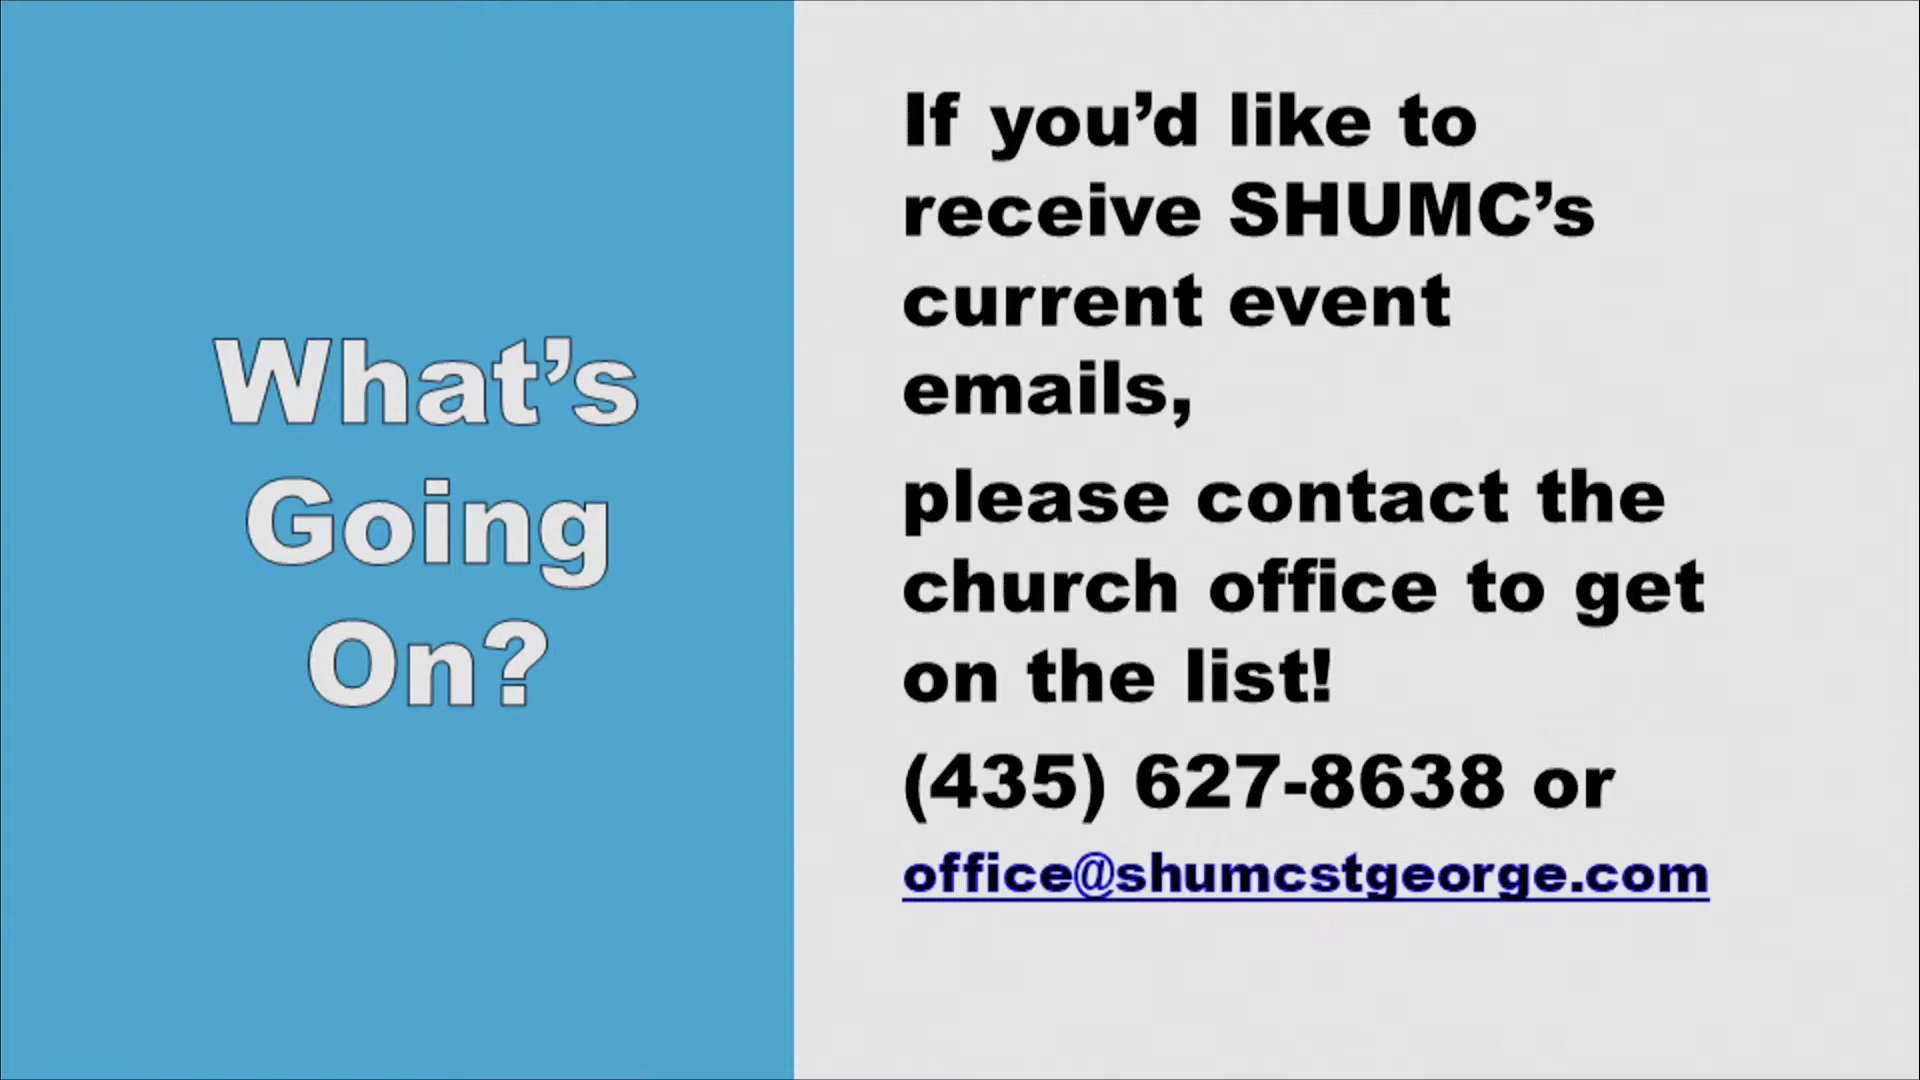 What’s
Going
On?
If you’d like to
receive SHUMC’s
current event
emails,
please contact the
church office to get
on the list!
(435) 627-8638 or
office@shumcstgeorge.com